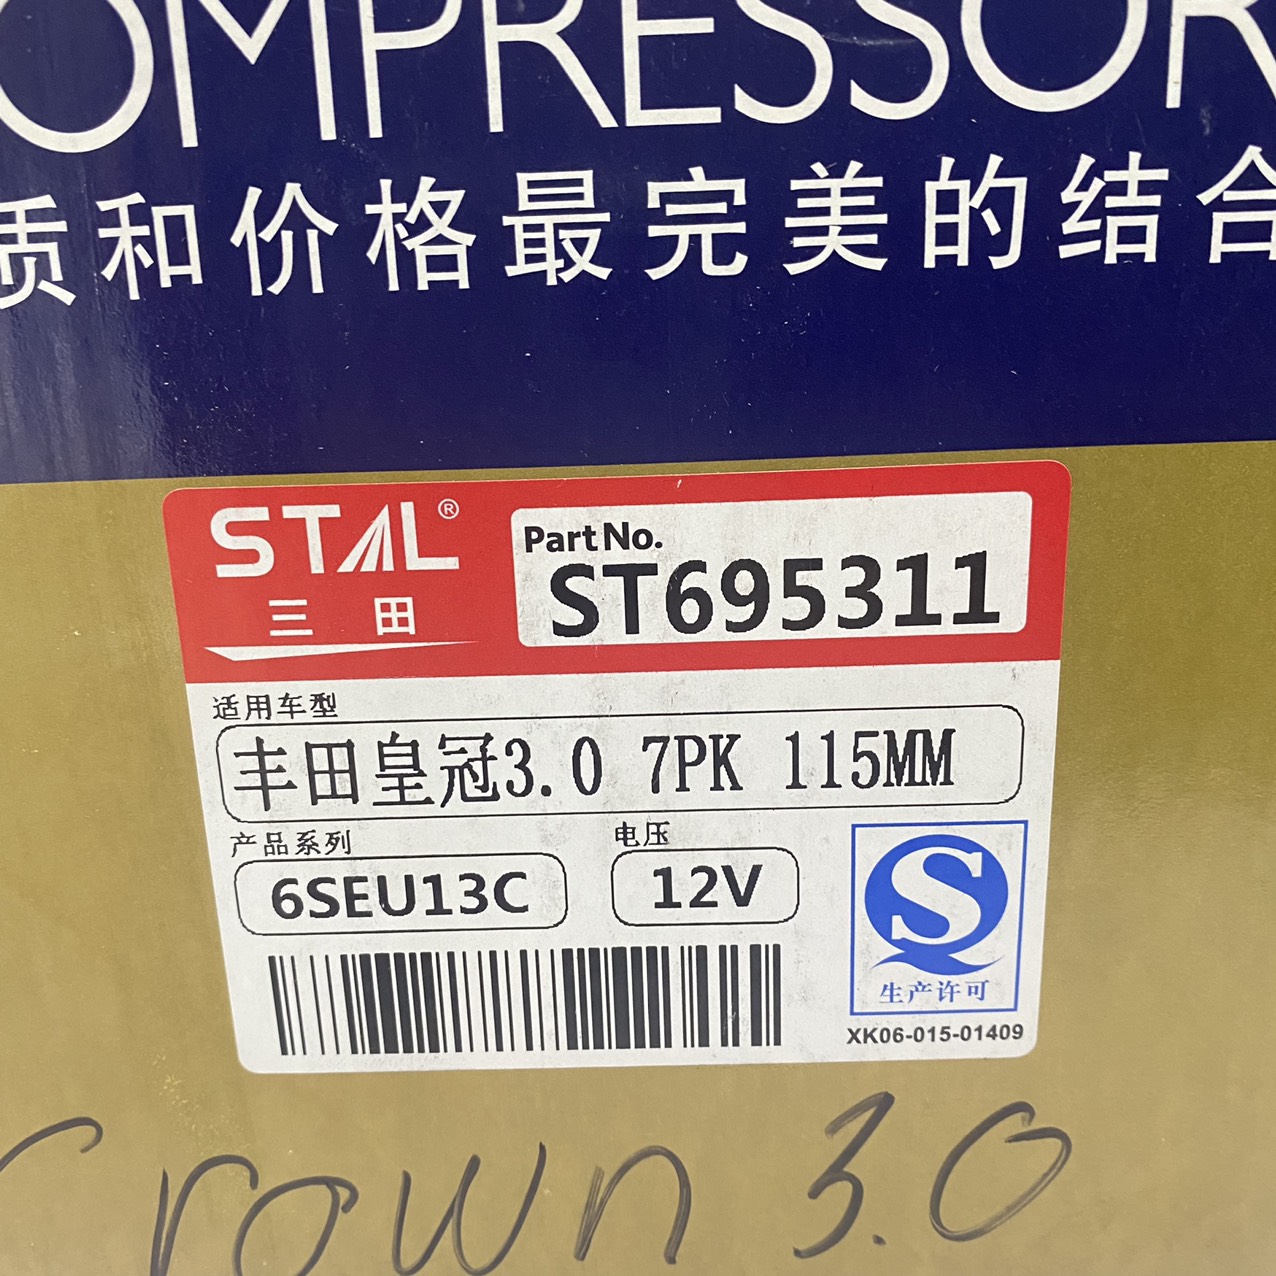 COMPRESSOR
质和价格最完美的结合
STAL®
三田
Part No.
ST695311
适用车型
丰田皇冠3.0 7PK 115MM
产品系列
电压
6SEU13C
12V
S
生产许可
XK06-015-01409
Crown 3.0